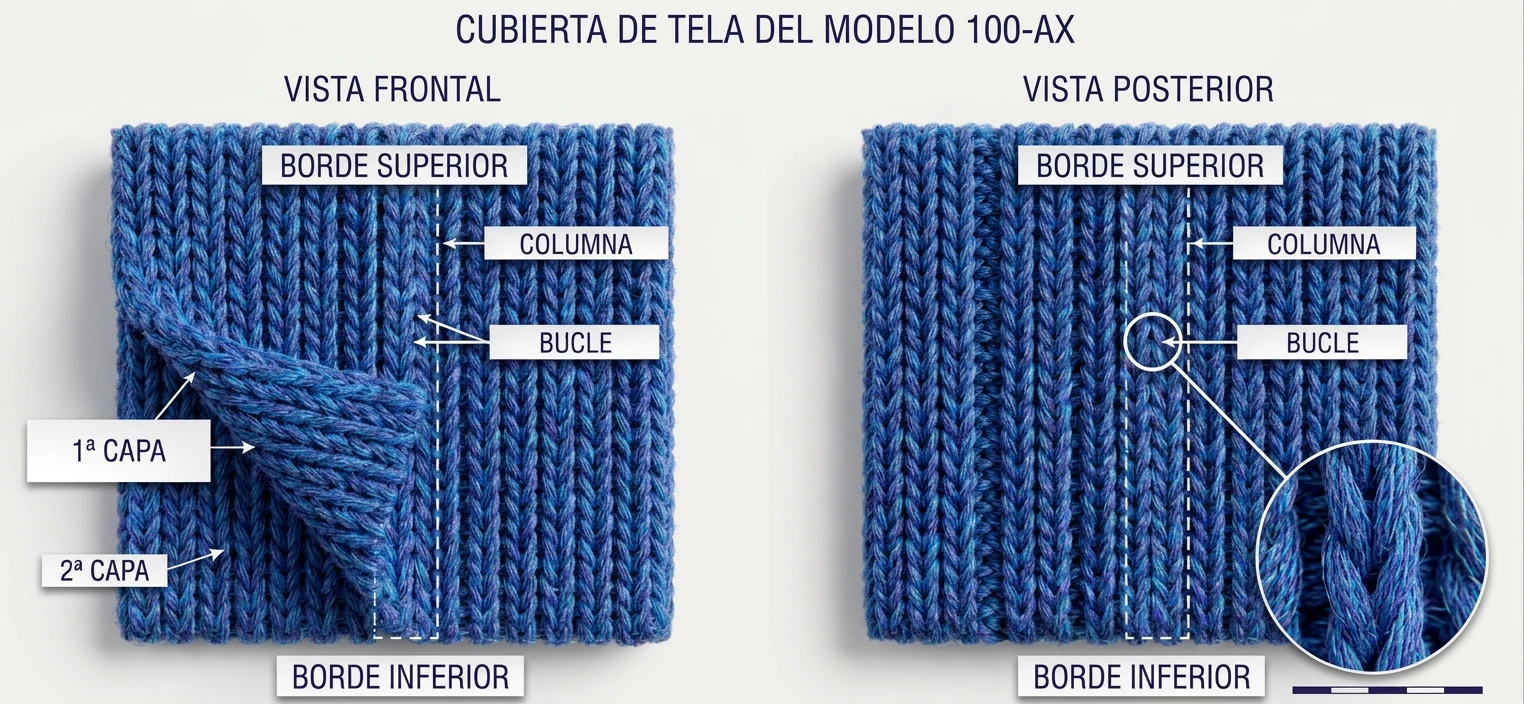 CUBIERTA DE TELA DEL MODELO 100-AX
VISTA FRONTAL
BORDE SUPERIOR
COLUMNA
BUCLE
1ª CAPA
2ª CAPA
BORDE INFERIOR
VISTA POSTERIOR
BORDE SUPERIOR
COLUMNA
BUCLE
BORDE INFERIOR